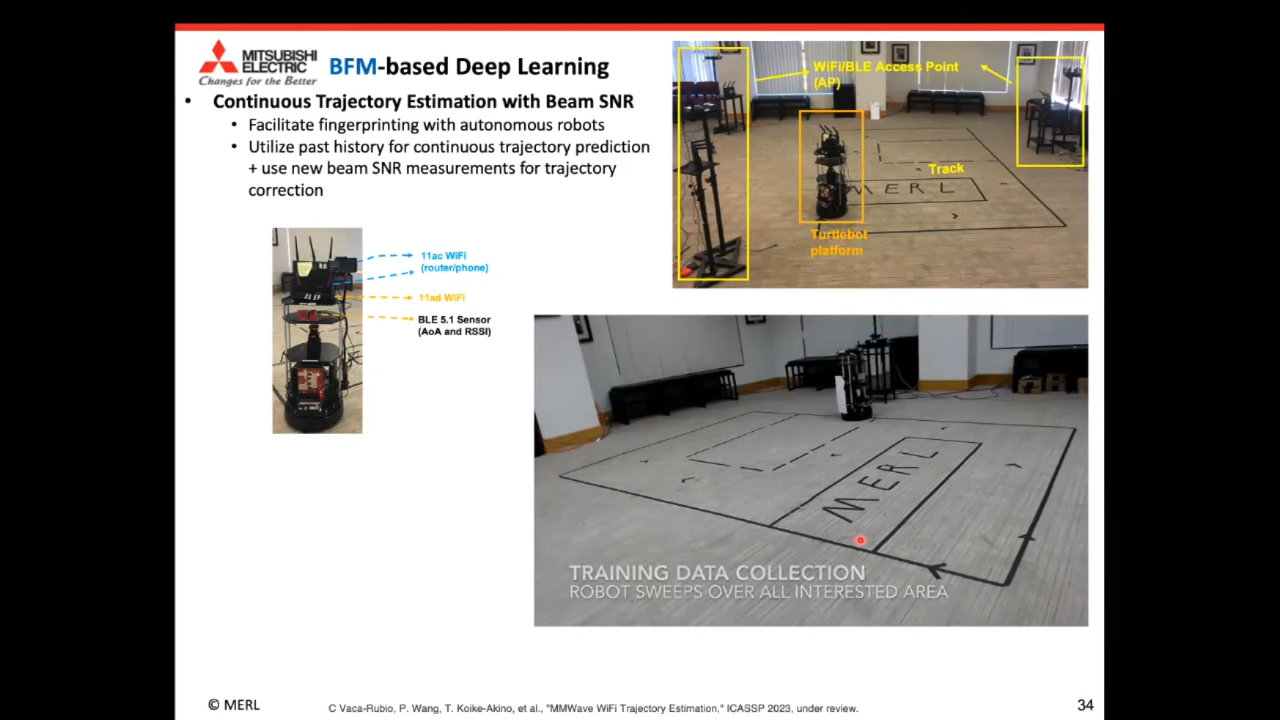 MITSUBISHI
ELECTRIC
Changes for the Better
BFM-based Deep Learning
• Continuous Trajectory Estimation with Beam SNR
• Facilitate fingerprinting with autonomous robots
• Utilize past history for continuous trajectory prediction
+ use new beam SNR measurements for trajectory
correction
11ac WiFi
(router/phone)
11ad WiFi
BLE 5.1 Sensor
(AoA and RSSI)
WiFi/BLE Access Point
(AP)
Track
MERL
Turtlebot
platform
MERL
TRAINING DATA COLLECTION
ROBOT SWEEPS OVER ALL INTERESTED AREA
© MERL
C Vaca-Rubio, P. Wang, T. Koike-Akino, et al., "MMWave WiFi Trajectory Estimation," ICASSP 2023, under review.
34